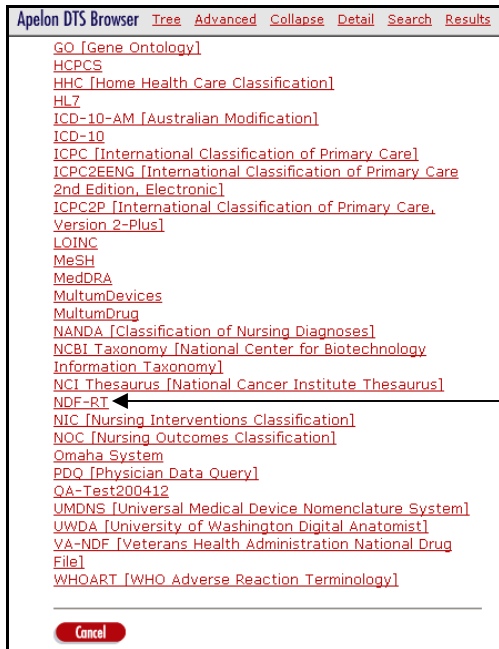 Apelon DTS Browser Tree Advanced Collapse Detail Search Results
GO [Gene Ontology]
HCPCS
HHC [Home Health Care Classification]
HL7
ICD-10-AM [Australian Modification]
ICD-10
ICPC [International Classification of Primary Care]
ICPC2EENG [International Classification of Primary Care
2nd Edition, Electronic]
ICPC2P [International Classification of Primary Care,
Version 2-Plus]
LOINC
MeSH
MedDRA
MultumDevices
MultumDrug
NANDA [Classification of Nursing Diagnoses]
NCBI Taxonomy [National Center for Biotechnology
Information Taxonomy]
NCI Thesaurus [National Cancer Institute Thesaurus]
NDF-RT
NIC [Nursing Interventions Classification]
NOC [Nursing Outcomes Classification]
Omaha System
PDQ [Physician Data Query]
QA-Test200412
UMDNS [Universal Medical Device Nomenclature System]
UWDA [University of Washington Digital Anatomist]
VA-NDF [Veterans Health Administration National Drug
File]
WHOART [WHO Adverse Reaction Terminology]
Cancel